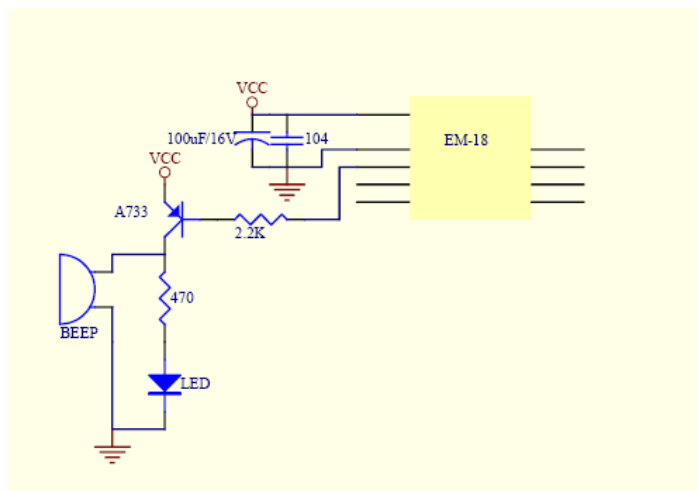 VCC
100uF/16V
104
EM-18
VCC
A733
2.2K
470
BEEP
LED